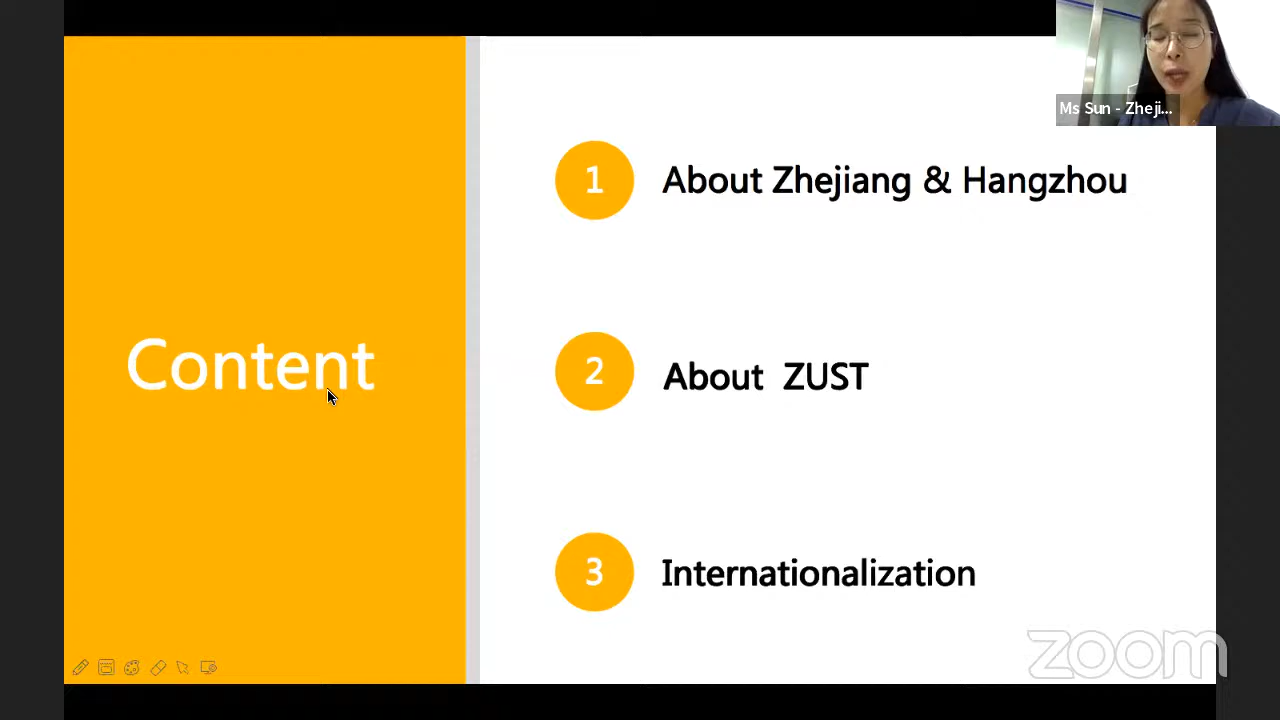 Ms Sun - Zheji...
1
About Zhejiang & Hangzhou
Content
2
About ZUST
3
Internationalization
zoom